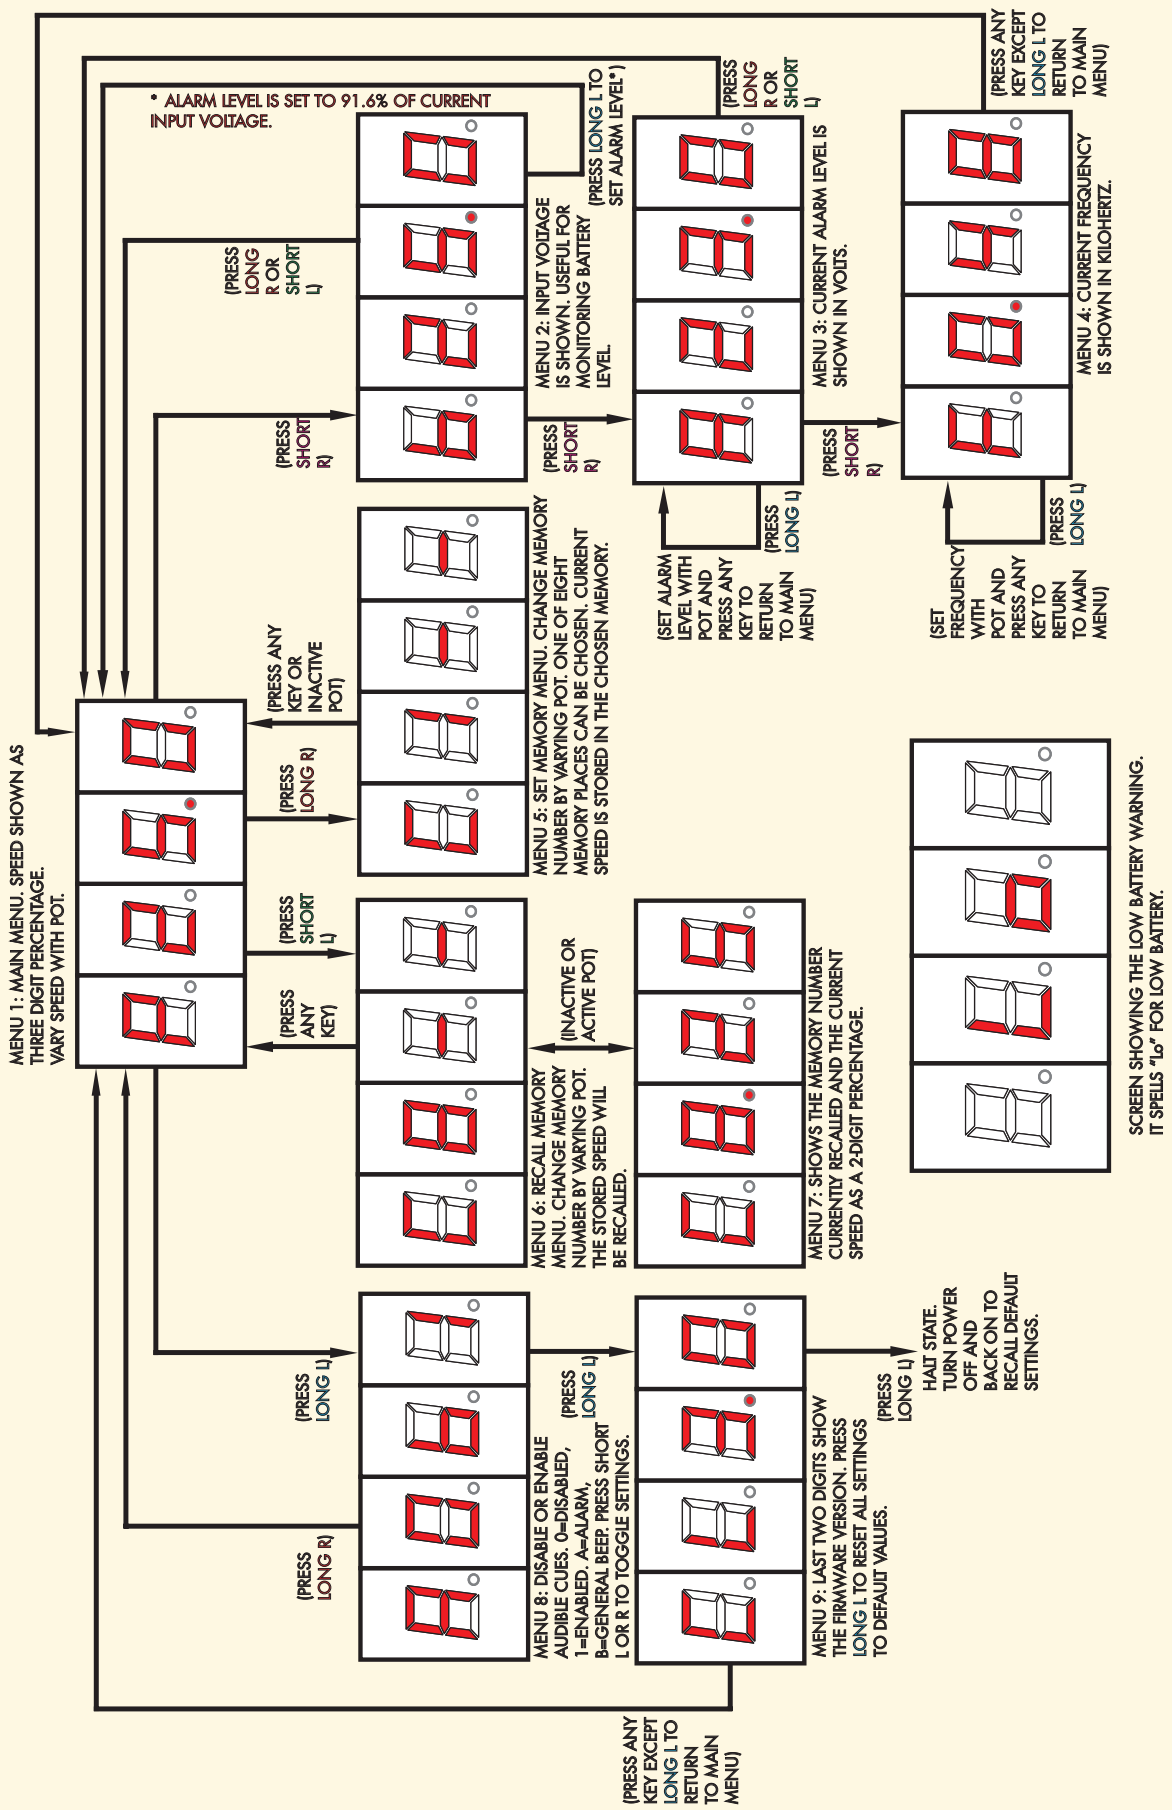 MENU 1: MAIN MENU. SPEED SHOWN AS
THREE DIGIT PERCENTAGE.
VARY SPEED WITH POT.
* ALARM LEVEL IS SET TO 91.6% OF CURRENT
INPUT VOLTAGE.
(PRESS
LONG
R OR
SHORT
L)
(PRESS
SHORT
R)
(PRESS ANY
KEY OR
INACTIVE
POT)
(PRESS
LONG R)
(PRESS
SHORT
L)
(PRESS
ANY
KEY)
(PRESS
LONG L)
(PRESS
LONG R)
MENU 8: DISABLE OR ENABLE
AUDIBLE CUES. 0=DISABLED,
1=ENABLED. A=ALARM,
B=GENERAL BEEP. PRESS SHORT
L OR R TO TOGGLE SETTINGS.
(PRESS
LONG L)
MENU 6: RECALL MEMORY
MENU. CHANGE MEMORY
NUMBER BY VARYING POT.
THE STORED SPEED WILL
BE RECALLED.
(INACTIVE OR
ACTIVE POT)
MENU 5: SET MEMORY MENU. CHANGE MEMORY
NUMBER BY VARYING POT. ONE OF EIGHT
MEMORY PLACES CAN BE CHOSEN. CURRENT
SPEED IS STORED IN THE CHOSEN MEMORY.
MENU 2: INPUT VOLTAGE
IS SHOWN. USEFUL FOR
MONITORING BATTERY
LEVEL.
(PRESS LONG L TO
SET ALARM LEVEL*)
(PRESS
SHORT
R)
(PRESS
LONG
R OR
SHORT
L)
(PRESS ANY
KEY EXCEPT
LONG L TO
RETURN
TO MAIN
MENU)
MENU 9: LAST TWO DIGITS SHOW
THE FIRMWARE VERSION. PRESS
LONG L TO RESET ALL SETTINGS
TO DEFAULT VALUES.
(PRESS
LONG L)
HALT STATE.
TURN POWER
OFF AND
BACK ON TO
RECALL DEFAULT
SETTINGS.
MENU 7: SHOWS THE MEMORY NUMBER
CURRENTLY RECALLED AND THE CURRENT
SPEED AS A 2-DIGIT PERCENTAGE.
(SET ALARM
LEVEL WITH
POT AND
PRESS ANY
KEY TO
RETURN
TO MAIN
MENU)
(PRESS
LONG L)
MENU 3: CURRENT ALARM LEVEL IS
SHOWN IN VOLTS.
(PRESS
SHORT
R)
(SET
FREQUENCY
WITH
POT AND
PRESS ANY
KEY TO
RETURN
TO MAIN
MENU)
(PRESS
LONG L)
MENU 4: CURRENT FREQUENCY
IS SHOWN IN KILOHERTZ.
(PRESS ANY
KEY EXCEPT
LONG L TO
RETURN
TO MAIN
MENU)
SCREEN SHOWING THE LOW BATTERY WARNING.
IT SPELLS "Lo" FOR LOW BATTERY.